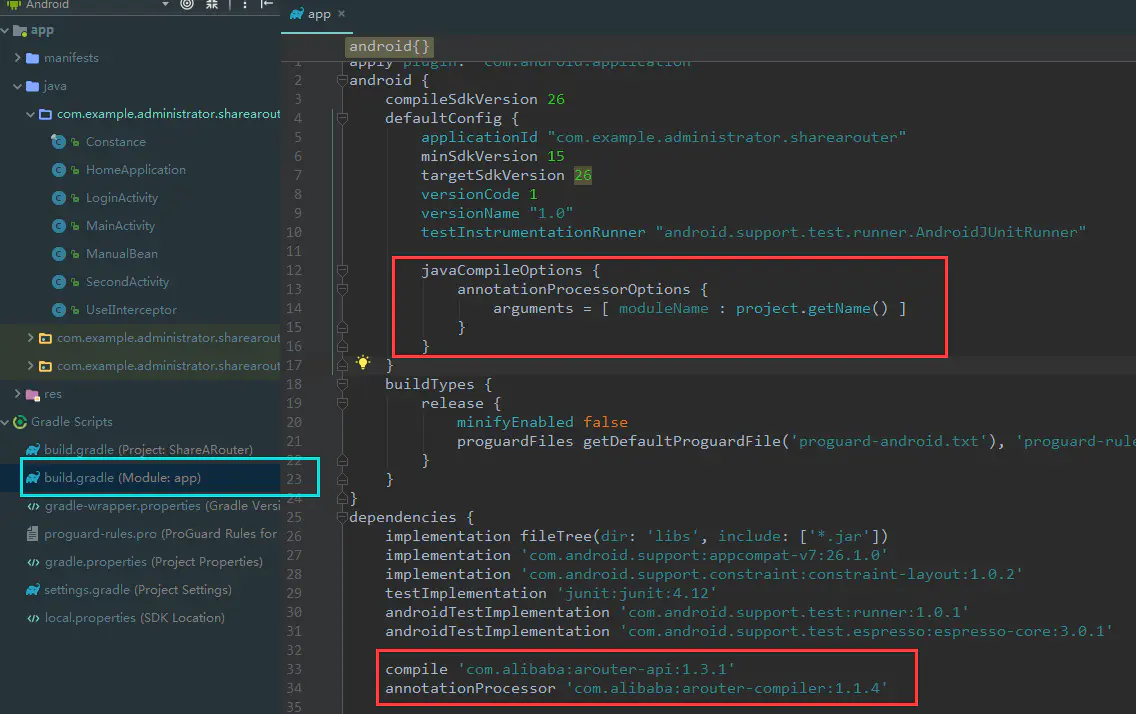 Android
app
manifests
java
com.example.administrator.sharearout
Constance
HomeApplication
LoginActivity
MainActivity
ManualBean
SecondActivity
UseIInterceptor
com.example.administrator.sharearout
com.example.administrator.sharearout
res
Gradle Scripts
build.gradle (Project: ShareARouter)
build.gradle (Module: app)
gradle-wrapper.properties (Gradle Versi
proguard-rules.pro (ProGuard Rules for
gradle.properties (Project Properties)
settings.gradle (Project Settings)
local.properties (SDK Location)
app
android{}
1 apply plugin: 'com.android.application'
2 android {
3 compileSdkVersion 26
4 defaultConfig {
5 applicationId "com.example.administrator.sharearouter"
6 minSdkVersion 15
7 targetSdkVersion 26
8 versionCode 1
9 versionName "1.0"
10 testInstrumentationRunner "android.support.test.runner.AndroidJUnitRunner"
11
12 javaCompileOptions {
13 annotationProcessorOptions {
14 arguments = [ moduleName : project.getName() ]
15 }
16 }
17 }
18 buildTypes {
19 release {
20 minifyEnabled false
21 proguardFiles getDefaultProguardFile('proguard-android.txt'), 'proguard-rule
22 }
23 }
24 }
25 dependencies {
26 implementation fileTree(dir: 'libs', include: ['*.jar'])
27 implementation 'com.android.support:appcompat-v7:26.1.0'
28 implementation 'com.android.support.constraint:constraint-layout:1.0.2'
29 testImplementation 'junit:junit:4.12'
30 androidTestImplementation 'com.android.support.test:runner:1.0.1'
31 androidTestImplementation 'com.android.support.test.espresso:espresso-core:3.0.1'
32
33 compile 'com.alibaba:arouter-api:1.3.1'
34 annotationProcessor 'com.alibaba:arouter-compiler:1.1.4'
35